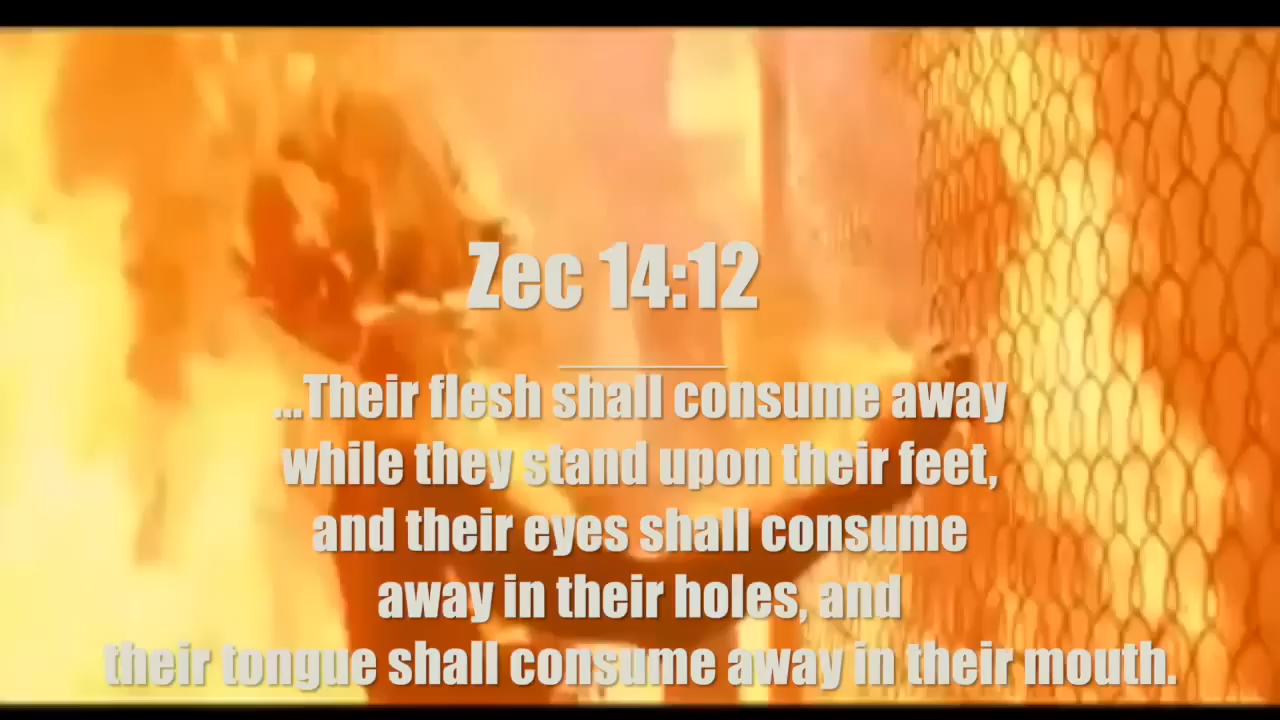 Zec 14:12
...Their flesh shall consume away
while they stand upon their feet,
and their eyes shall consume
away in their holes, and
their tongue shall consume away in their mouth.